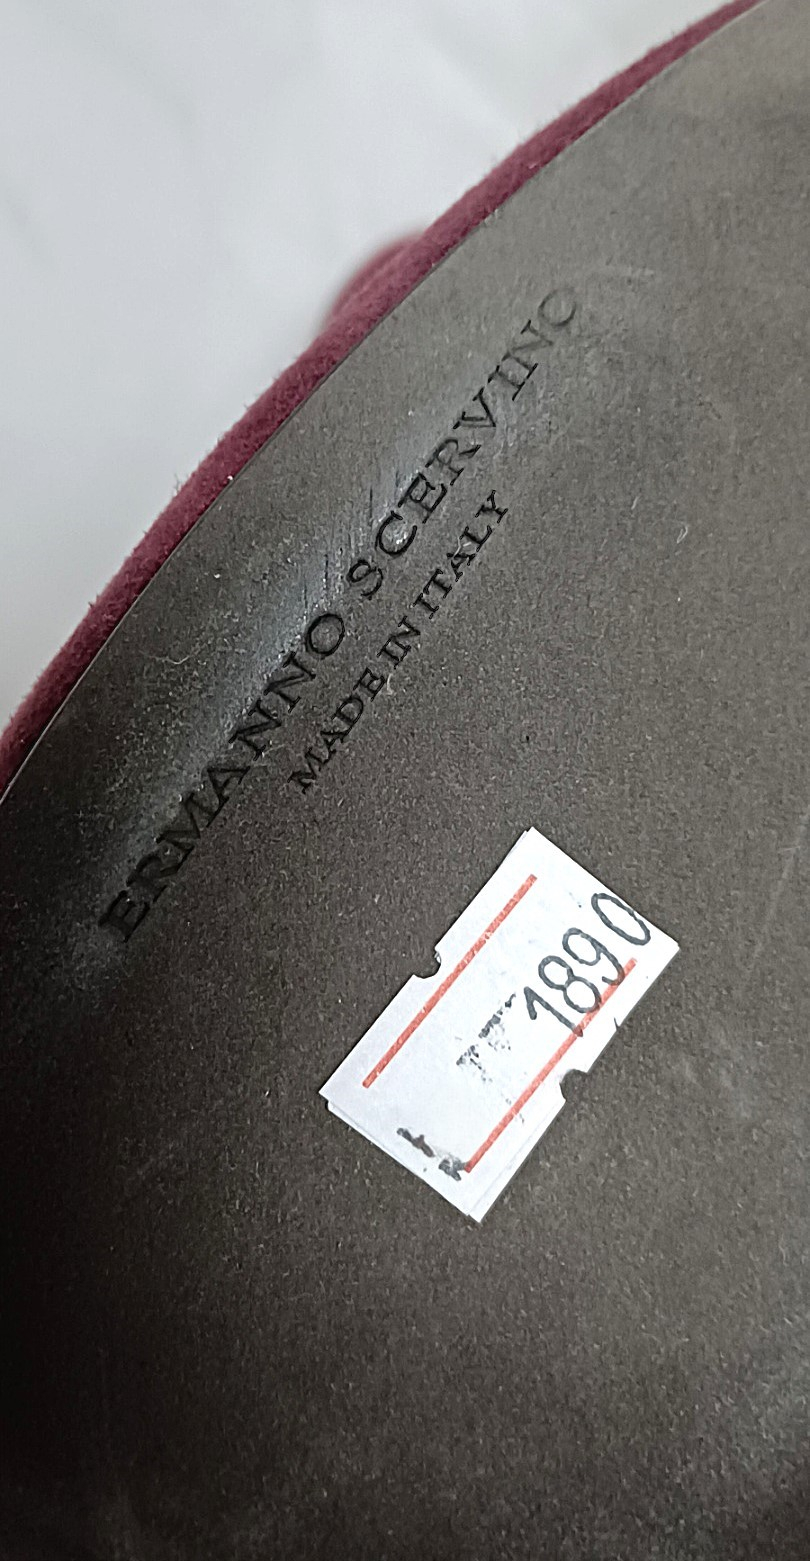 ERMANNO SCERVINO
MADE IN ITALY
1890